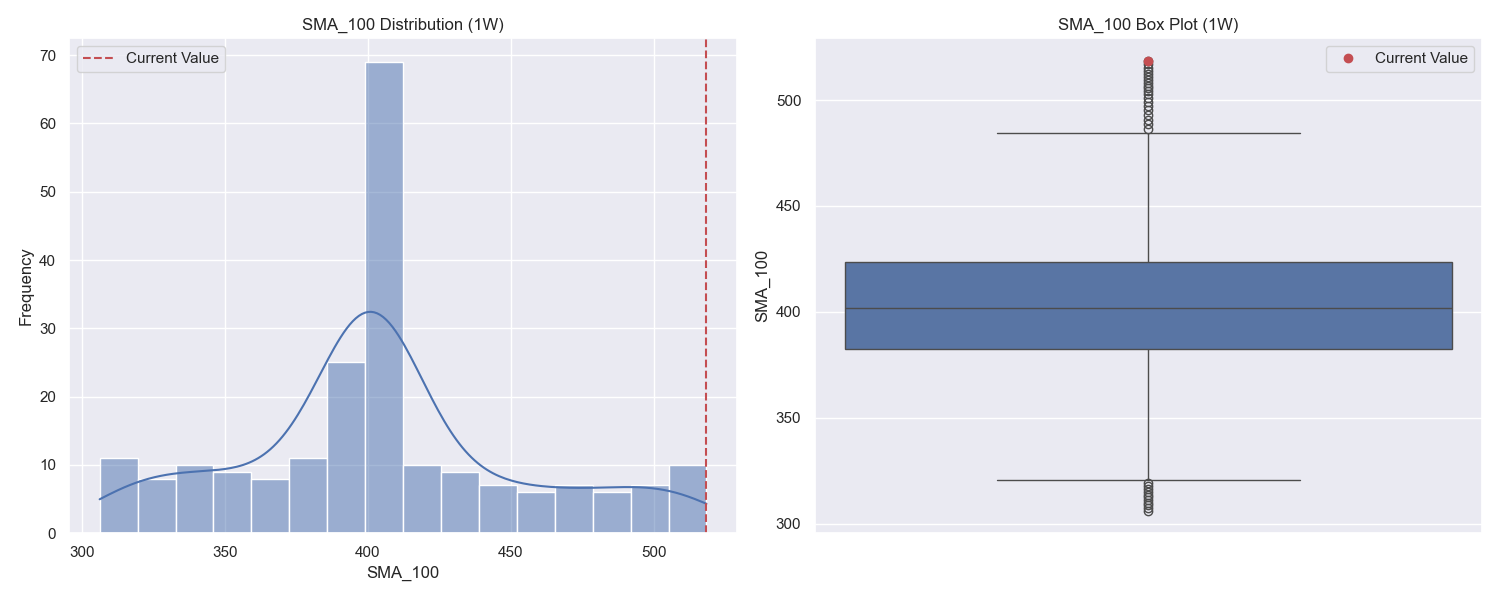 SMA_100 Distribution (1W)
Current Value
Frequency
70
60
50
40
30
20
10
0
300 350 400 450 500
SMA_100
SMA_100 Box Plot (1W)
Current Value
SMA_100
500
450
400
350
300